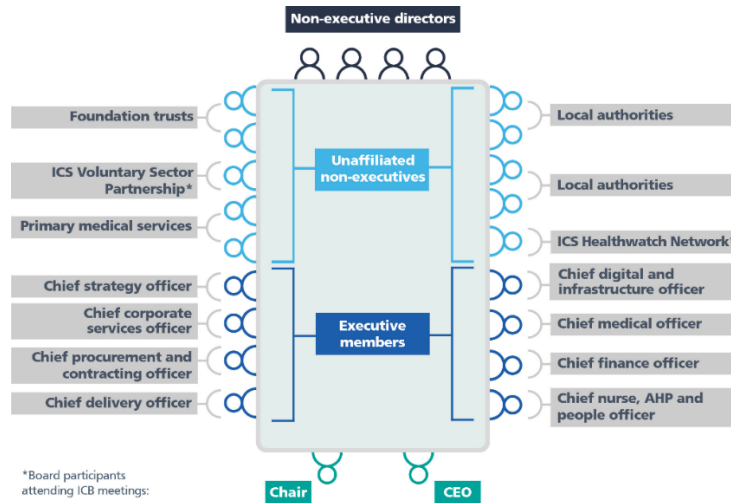 Non-executive directors
Foundation trusts
ICS Voluntary Sector
Partnership*
Primary medical services
Chief strategy officer
Chief corporate
services officer
Chief procurement and
contracting officer
Chief delivery officer
Unaffiliated
non-executives
Executive
members
Local authorities
Local authorities
ICS Healthwatch Network*
Chief digital and
infrastructure officer
Chief medical officer
Chief finance officer
Chief nurse, AHP and
people officer
*Board participants
attending ICB meetings:
Chair
CEO